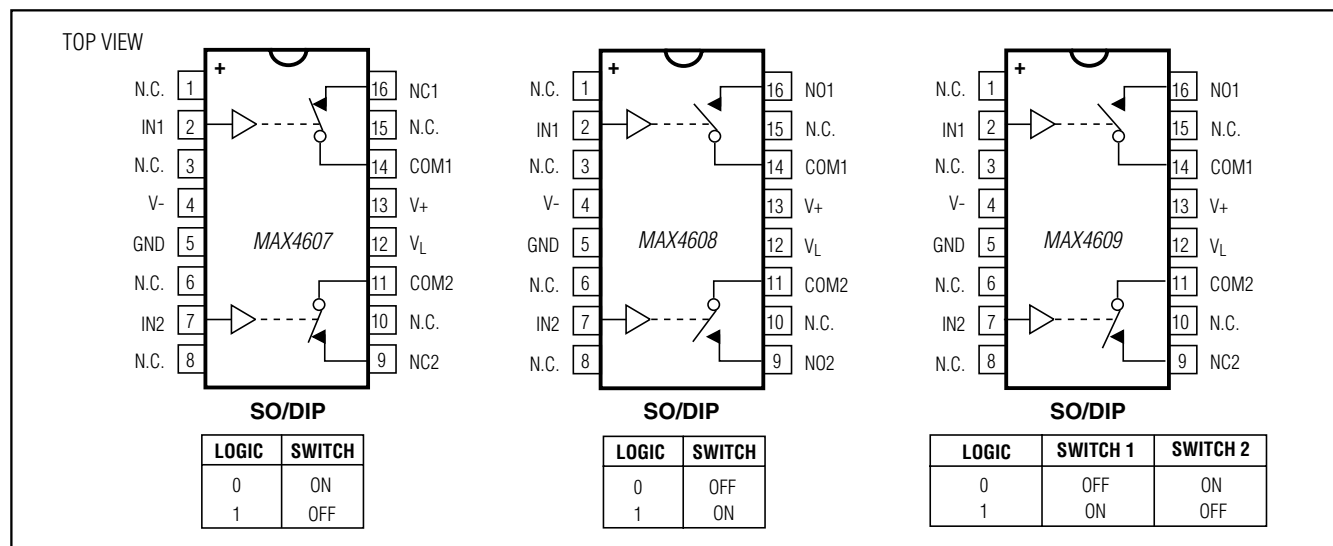 TOP VIEW
+
N.C. 1 16 NC1
IN1 2 15 N.C.
N.C. 3 14 COM1
V- 4 13 V+
GND 5 MAX4607 12 VL
N.C. 6 11 COM2
IN2 7 10 N.C.
N.C. 8 9 NC2
SO/DIP
LOGIC SWITCH
0 ON
1 OFF
+
N.C. 1 16 NO1
IN1 2 15 N.C.
N.C. 3 14 COM1
V- 4 13 V+
GND 5 MAX4608 12 VL
N.C. 6 11 COM2
IN2 7 10 N.C.
N.C. 8 9 NO2
SO/DIP
LOGIC SWITCH
0 OFF
1 ON
+
N.C. 1 16 NO1
IN1 2 15 N.C.
N.C. 3 14 COM1
V- 4 13 V+
GND 5 MAX4609 12 VL
N.C. 6 11 COM2
IN2 7 10 N.C.
N.C. 8 9 NC2
SO/DIP
LOGIC SWITCH 1 SWITCH 2
0 OFF ON
1 ON OFF